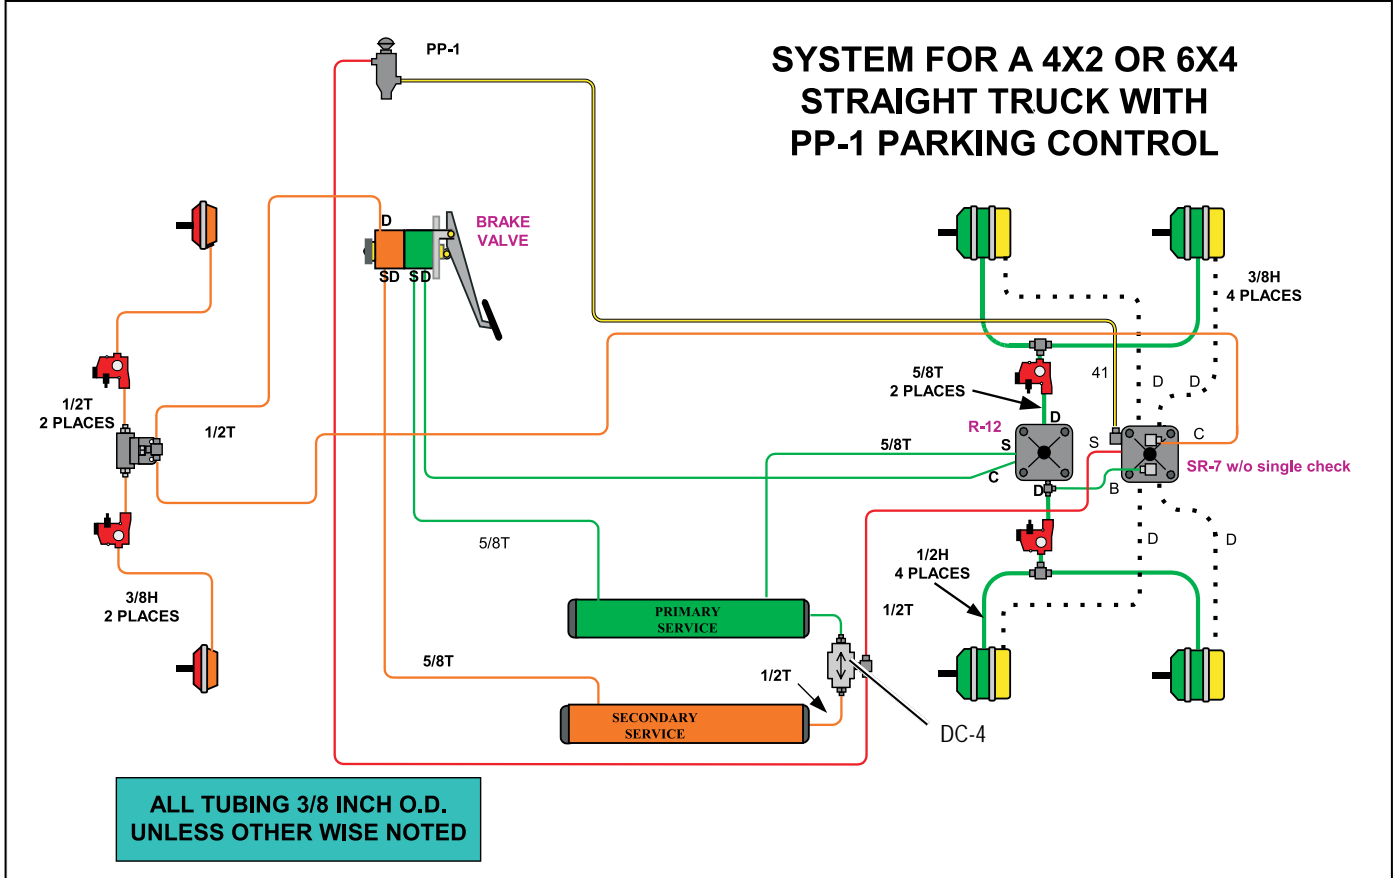 PP-1
SYSTEM FOR A 4X2 OR 6X4
STRAIGHT TRUCK WITH
PP-1 PARKING CONTROL
D
BRAKE
VALVE
SD
SD
3/8H
4 PLACES
5/8T
2 PLACES
41
D
D
1/2T
2 PLACES
1/2T
R-12
D
S
5/8T
C
S
C
SR-7 w/o single check
D
B
5/8T
D
D
1/2H
4 PLACES
1/2T
3/8H
2 PLACES
PRIMARY
SERVICE
5/8T
1/2T
SECONDARY
SERVICE
DC-4
ALL TUBING 3/8 INCH O.D.
UNLESS OTHER WISE NOTED